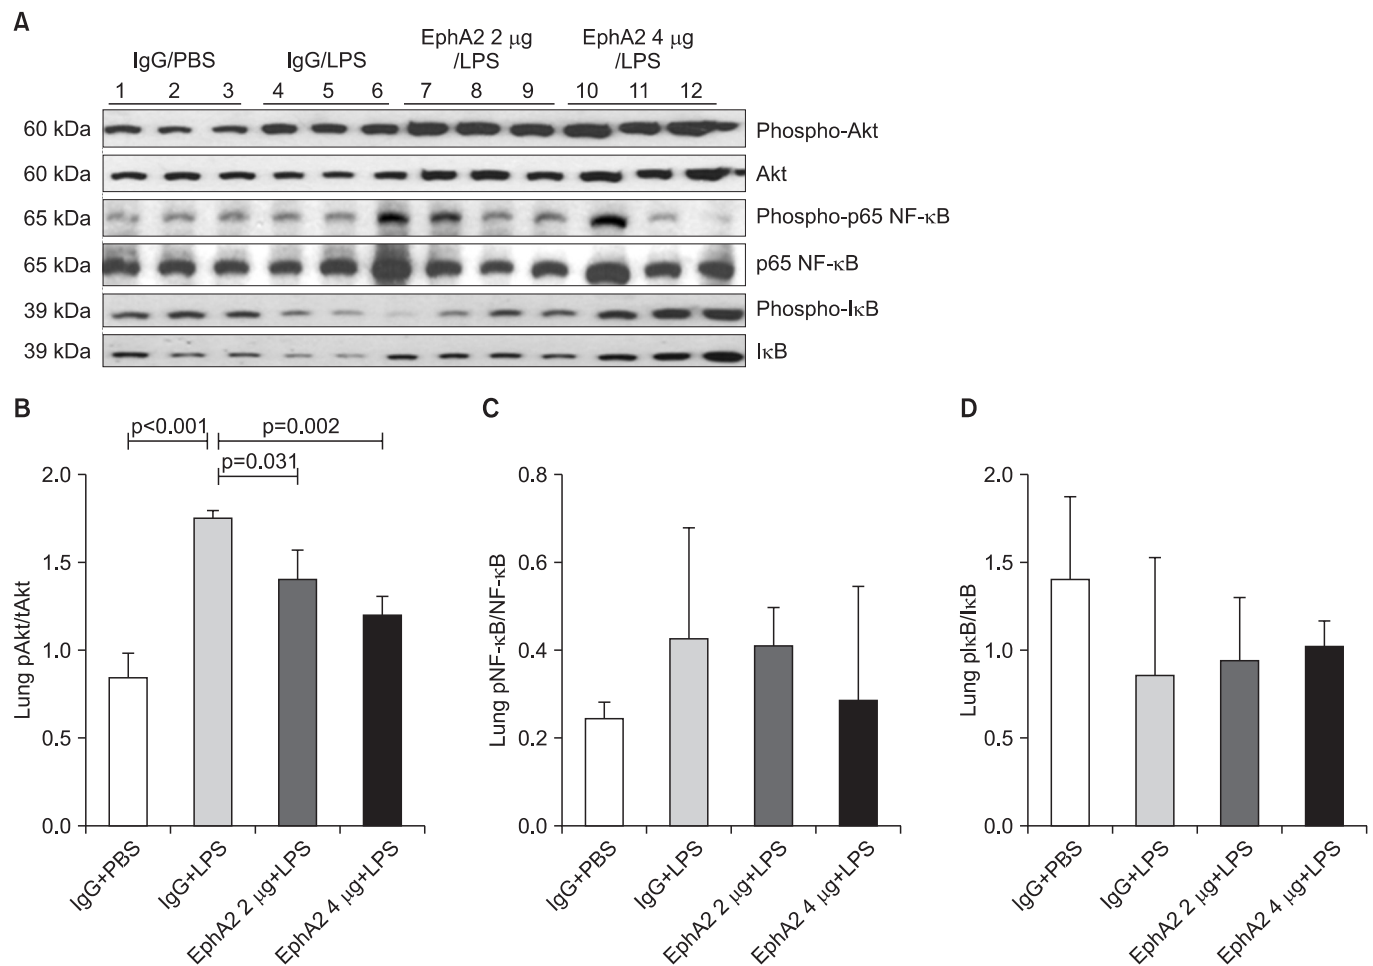 A
IgG/PBS
IgG/LPS
EphA2 2 μg
/LPS
EphA2 4 μg
/LPS
1 2 3 4 5 6 7 8 9 10 11 12
60 kDa Phospho-Akt
60 kDa Akt
65 kDa Phospho-p65 NF-κB
65 kDa p65 NF-κB
39 kDa Phospho-IκB
39 kDa IκB
B
p<0.001
p=0.002
p=0.031
2.0
1.5
1.0
0.5
0.0
Lung pAkt/tAkt
IgG+PBS
IgG+LPS
EphA2 2 μg+LPS
EphA2 4 μg+LPS
C
0.8
0.6
0.4
0.2
0.0
Lung pNF-κB/NF-κB
IgG+PBS
IgG+LPS
EphA2 2 μg+LPS
EphA2 4 μg+LPS
D
2.0
1.5
1.0
0.5
0.0
Lung pIκB/IκB
IgG+PBS
IgG+LPS
EphA2 2 μg+LPS
EphA2 4 μg+LPS